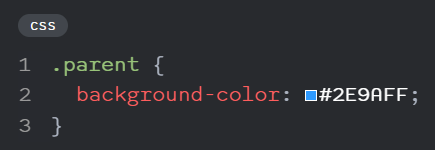 css
1 .parent {
2   background-color: #2E9AFF;
3 }